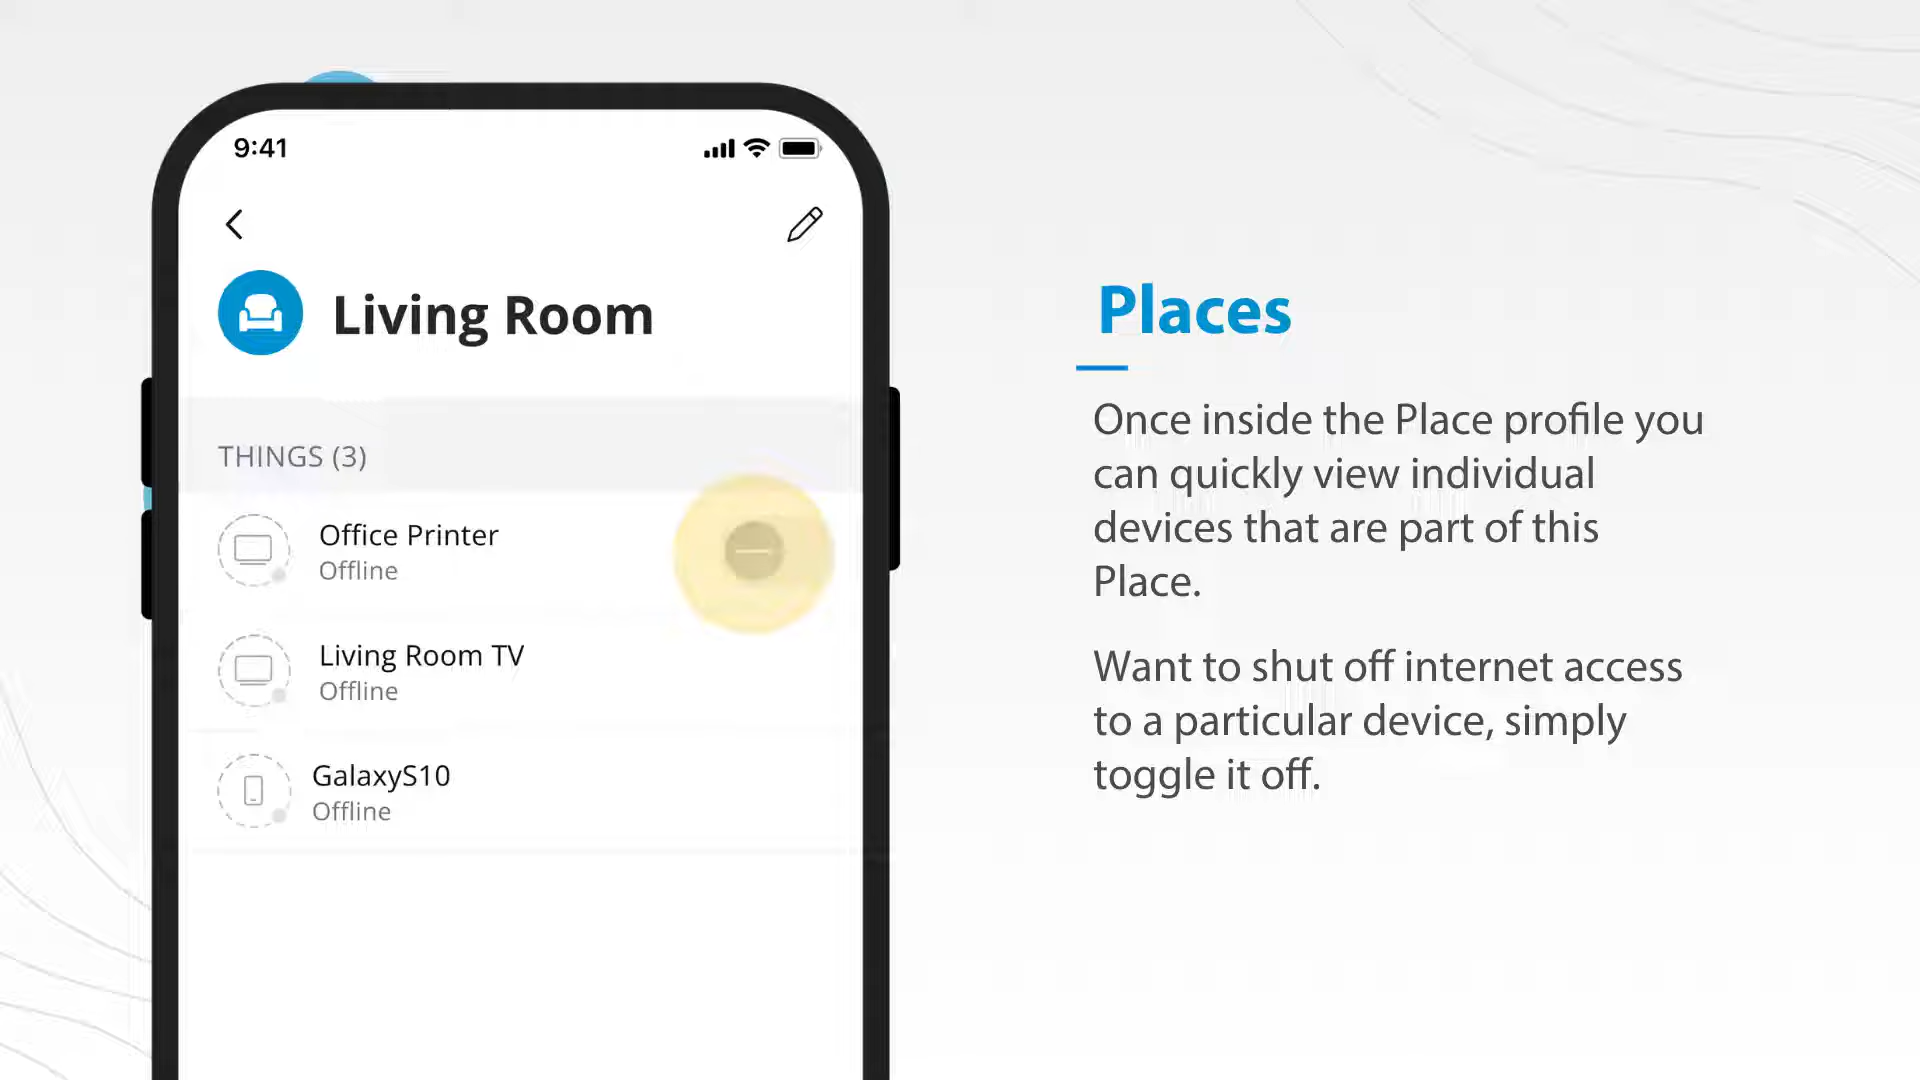 9:41
Living Room
THINGS (3)
Office Printer
Offline
Living Room TV
Offline
GalaxyS10
Offline
Places
Once inside the Place profile you
can quickly view individual
devices that are part of this
Place.
Want to shut off internet access
to a particular device, simply
toggle it off.